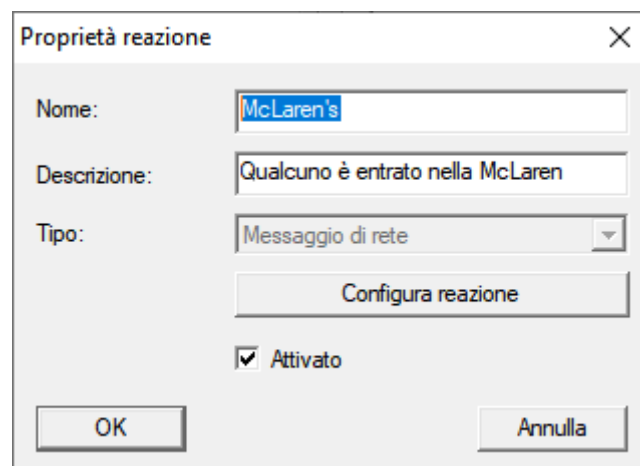 Proprietà reazione
Nome:
McLaren's
Descrizione:
Qualcuno è entrato nella McLaren
Tipo:
Messaggio di rete
Configura reazione
Attivato
OK
Annulla